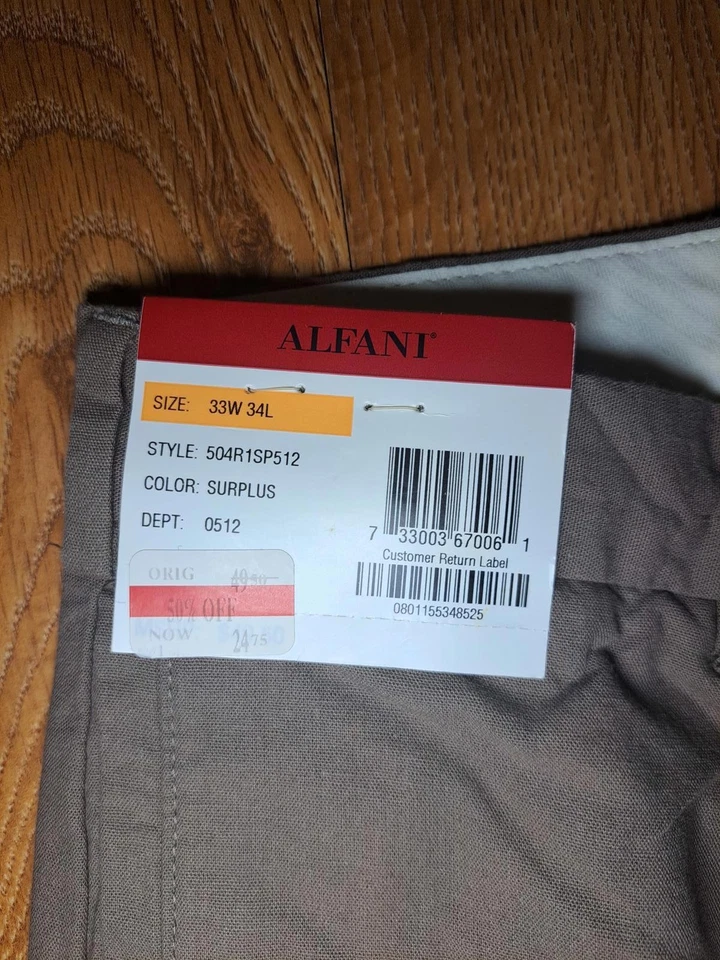 ALFANI®
SIZE: 33W 34L
STYLE: 504R1SP512
COLOR: SURPLUS
DEPT: 0512
7 33003 67006 1
Customer Return Label
0801155348525
ORIG 49.50
50% OFF
NOW 24.75